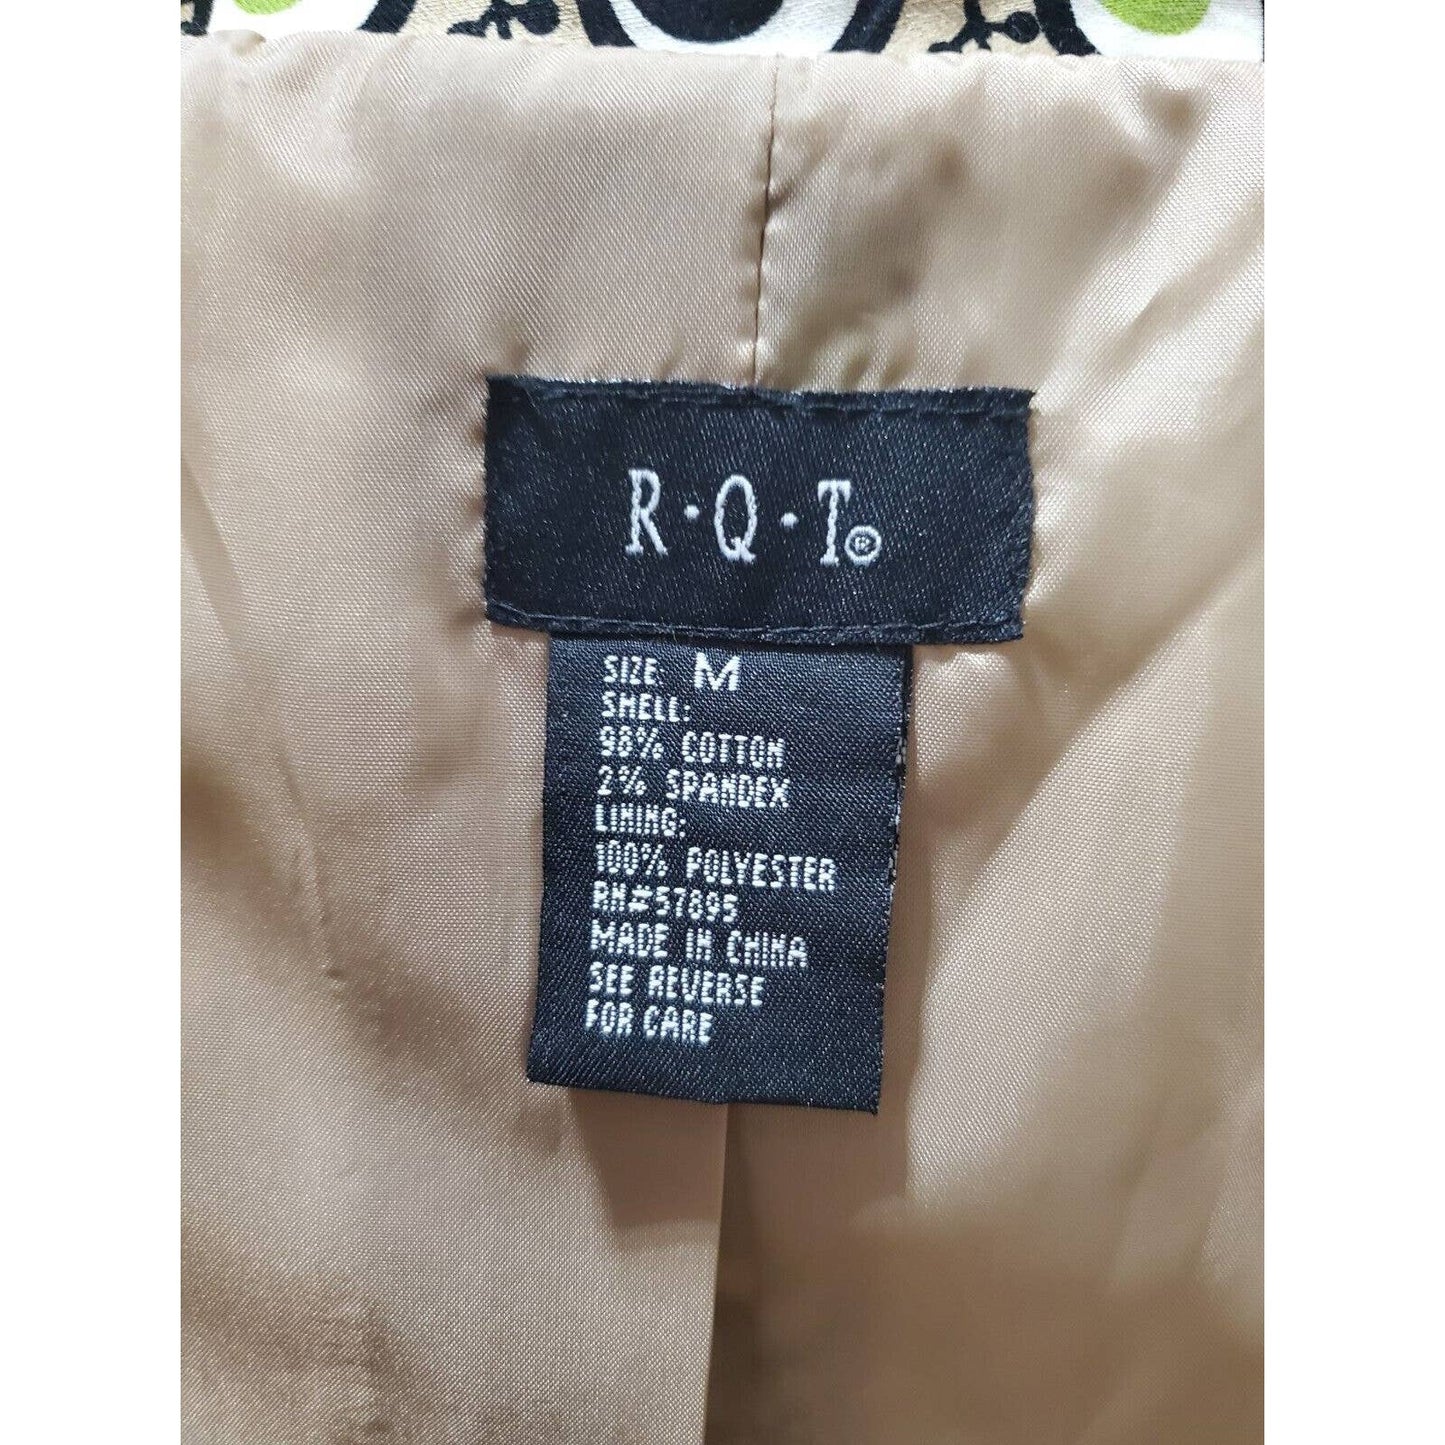 R·Q·T®
SIZE: M
SHELL:
98% COTTON
2% SPANDEX
LINING:
100% POLYESTER
RN#57895
MADE IN CHINA
SEE REVERSE
FOR CARE